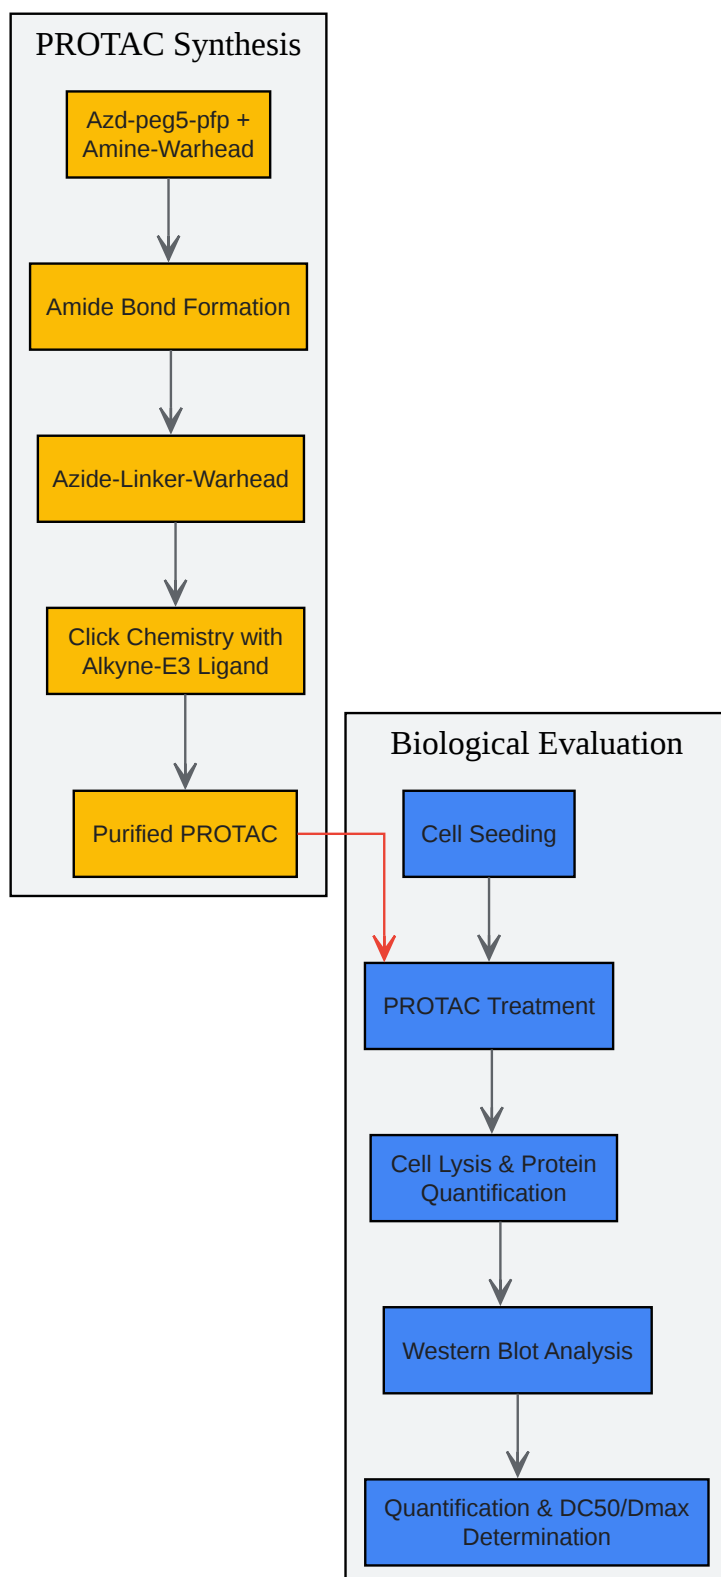 PROTAC Synthesis
Azd-peg5-pfp +
Amine-Warhead
Amide Bond Formation
Azide-Linker-Warhead
Click Chemistry with
Alkyne-E3 Ligand
Purified PROTAC
Biological Evaluation
Cell Seeding
PROTAC Treatment
Cell Lysis & Protein
Quantification
Western Blot Analysis
Quantification & DC50/Dmax
Determination